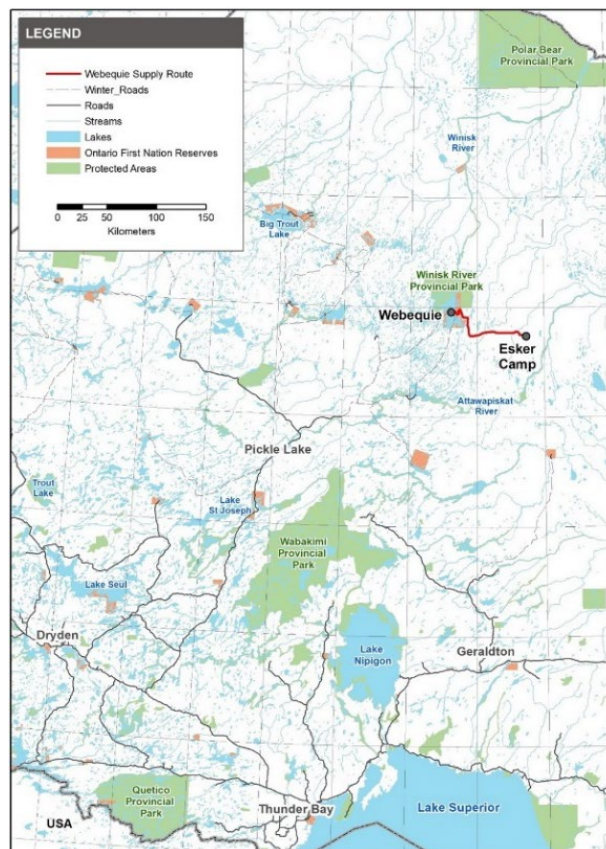 LEGEND
Webequie Supply Route
Winter_Roads
Roads
Streams
Lakes
Ontario First Nation Reserves
Protected Areas
0 25 50 100 150
Kilometers
Polar Bear
Provincial Park
Winisk
River
Big Trout
Lake
Winisk River
Provincial Park
Webequie
Esker
Camp
Attawapiskat
River
Pickle Lake
Trout
Lake
Lake
St Joseph
Wabakimi
Provincial
Park
Lake Seul
Dryden
Lake
Nipigon
Geraldton
Quetico
Provincial
Park
Thunder Bay
Lake Superior
USA